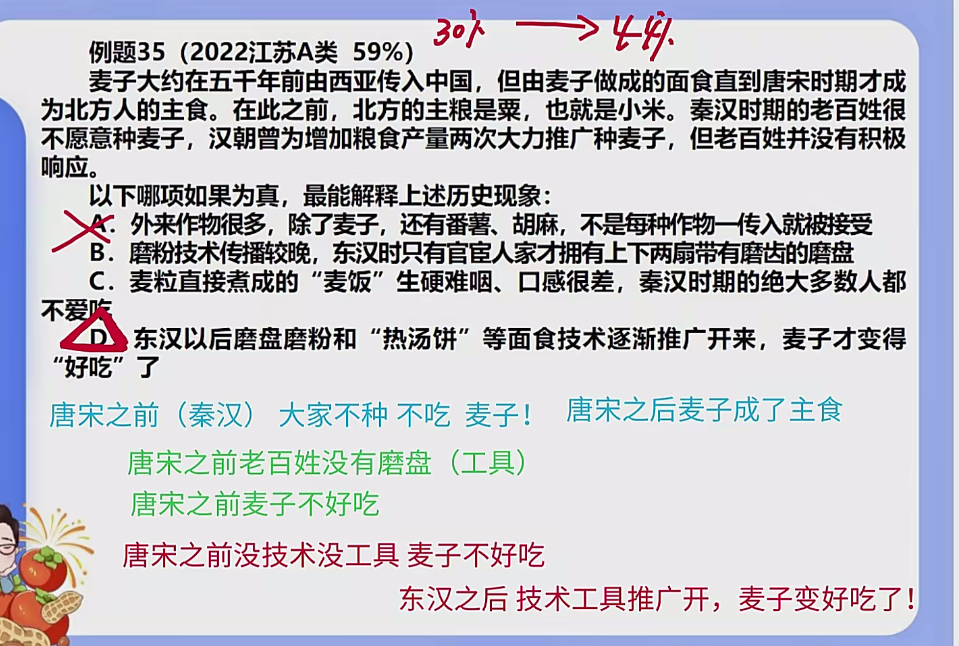 30% → 44%
例题35（2022江苏A类 59%）
麦子大约在五千年前由西亚传入中国，但由麦子做成的面食直到唐宋时期才成
为北方人的主食。在此之前，北方的主粮是粟，也就是小米。秦汉时期的老百姓很
不愿意种麦子，汉朝曾为增加粮食产量两次大力推广种麦子，但老百姓并没有积极
响应。
以下哪项如果为真，最能解释上述历史现象：
A．外来作物很多，除了麦子，还有番薯、胡麻，不是每种作物一传入就被接受
B．磨粉技术传播较晚，东汉时只有官宦人家才拥有上下两扇带有磨齿的磨盘
C．麦粒直接煮成的“麦饭”生硬难咽、口感很差，秦汉时期的绝大多数人都
不爱吃
D．东汉以后磨盘磨粉和“热汤饼”等面食技术逐渐推广开来，麦子才变得
“好吃”了
唐宋之前（秦汉） 大家不种 不吃 麦子！ 唐宋之后麦子成了主食
唐宋之前老百姓没有磨盘（工具）
唐宋之前麦子不好吃
唐宋之前没技术没工具 麦子不好吃
东汉之后 技术工具推广开，麦子变好吃了！